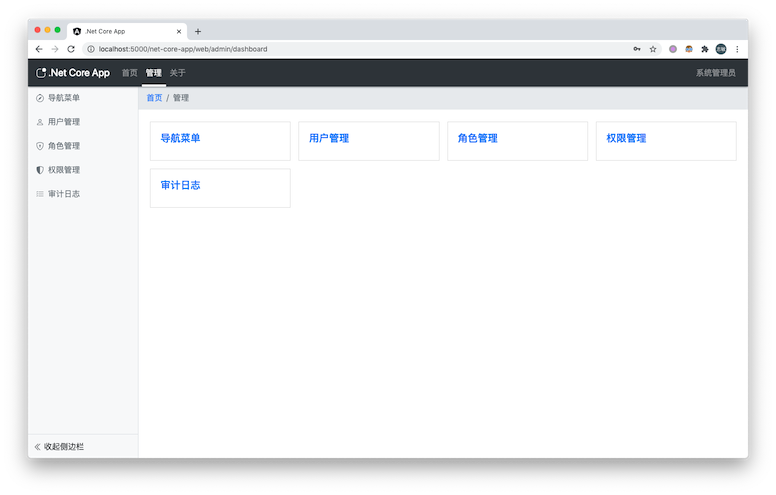 .Net Core App
localhost:5000/net-core-app/web/admin/dashboard
.Net Core App 首页 管理 关于 系统管理员
导航菜单
用户管理
角色管理
权限管理
审计日志
首页 / 管理
导航菜单 用户管理 角色管理 权限管理
审计日志
收起侧边栏